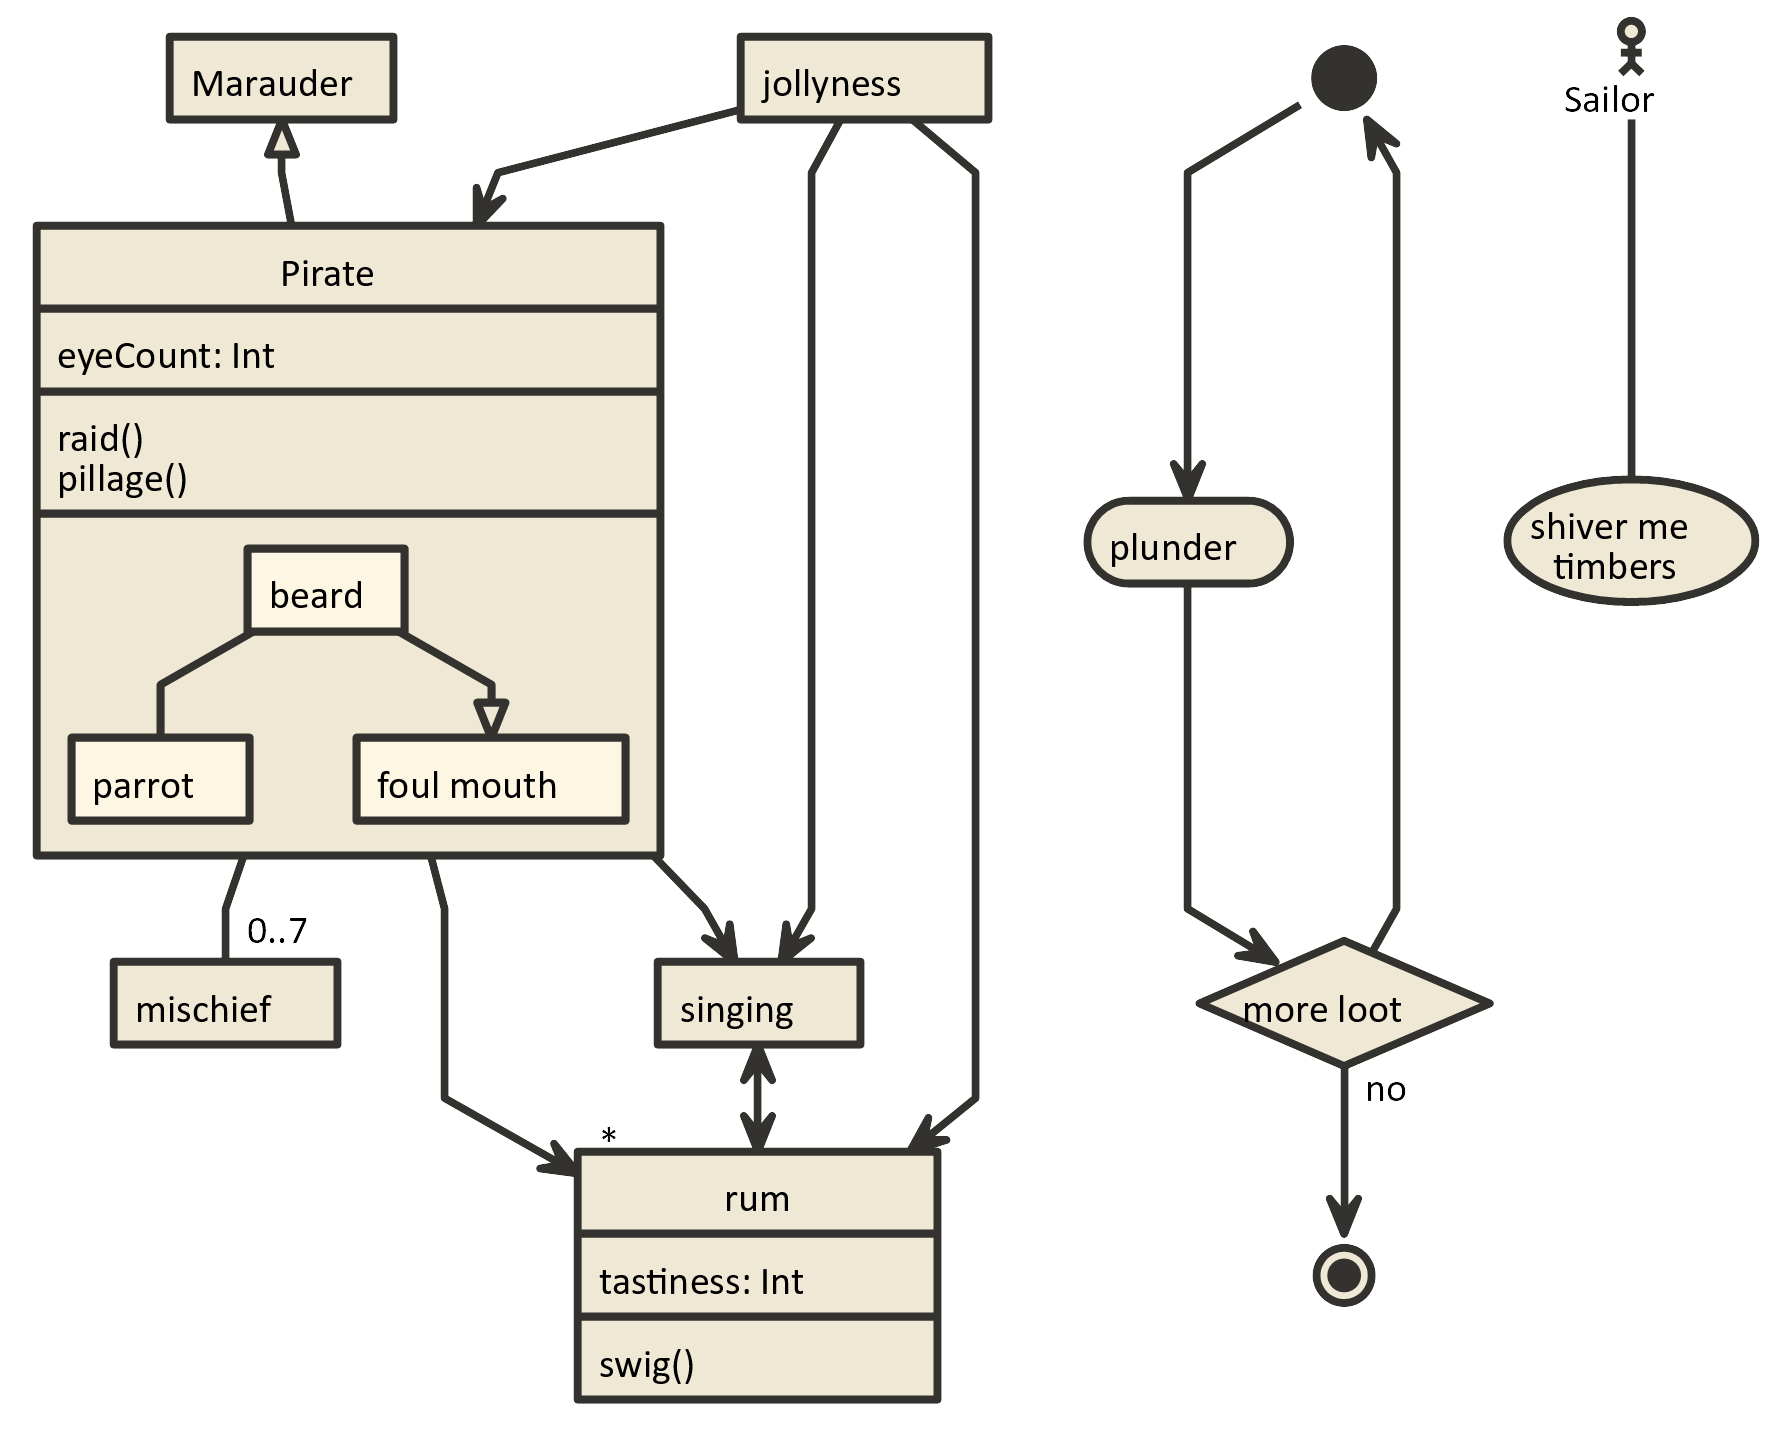 Marauder
jollyness
Pirate
eyeCount: Int
raid()
pillage()
beard
parrot
foul mouth
0..7
mischief
singing
*
rum
tastiness: Int
swig()
plunder
more loot
no
Sailor
shiver me
timbers